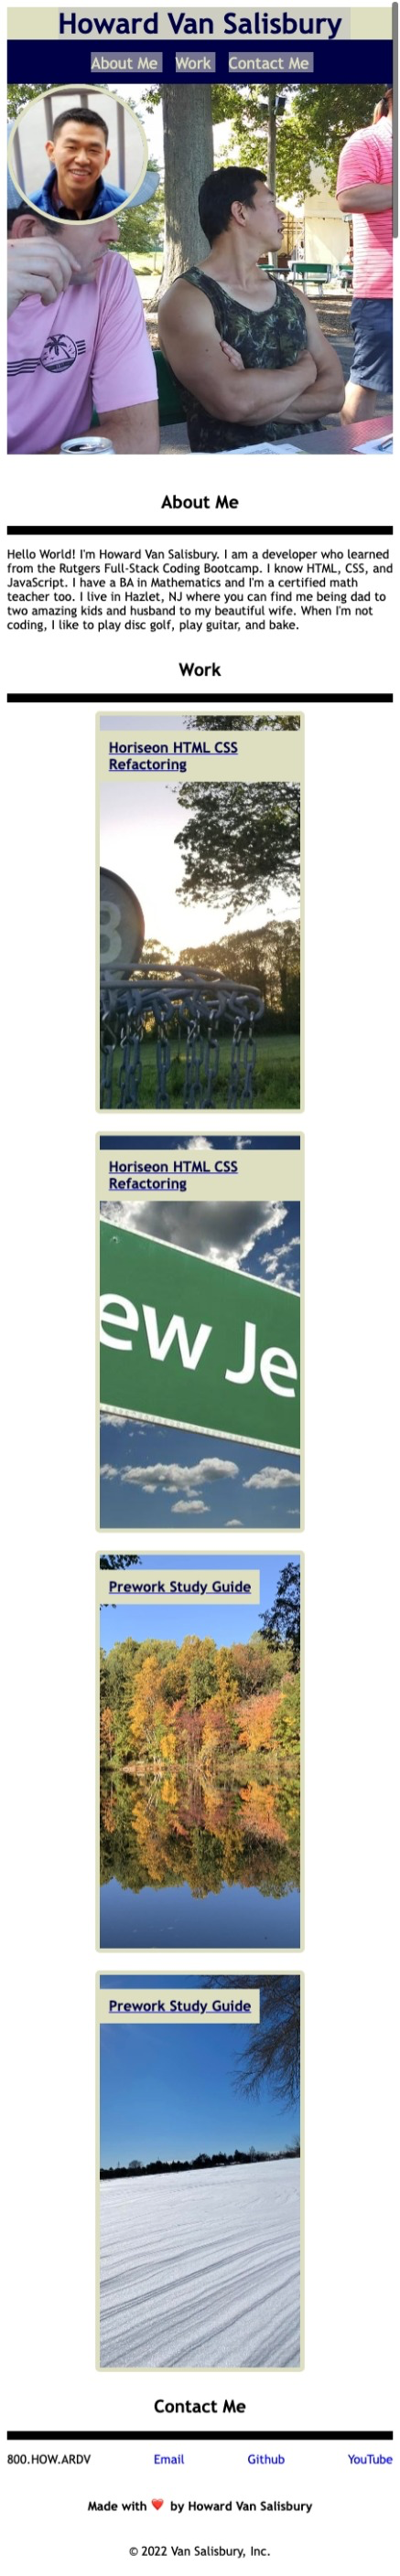 Howard Van Salisbury
About Me Work Contact Me
About Me
Hello World! I'm Howard Van Salisbury. I am a developer who learned
from the Rutgers Full-Stack Coding Bootcamp. I know HTML, CSS, and
JavaScript. I have a BA in Mathematics and I'm a certified math
teacher too. I live in Hazlet, NJ where you can find me being dad to
two amazing kids and husband to my beautiful wife. When I'm not
coding, I like to play disc golf, play guitar, and bake.
Work
Horiseon HTML CSS
Refactoring
8
Horiseon HTML CSS
Refactoring
ew Je
Prework Study Guide
Prework Study Guide
Contact Me
800.HOW.ARDV Email Github YouTube
Made with ❤️ by Howard Van Salisbury
© 2022 Van Salisbury, Inc.